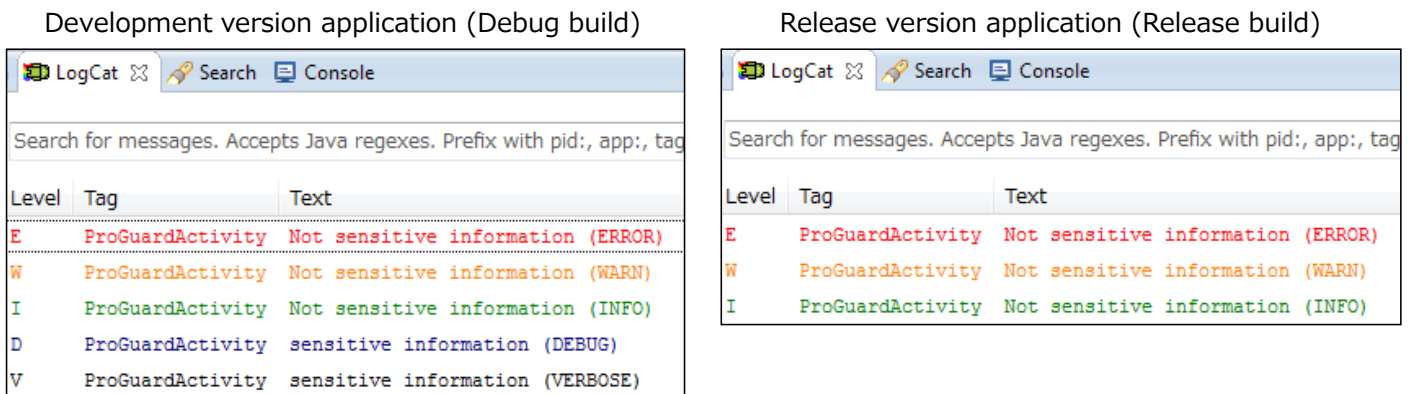 Development version application (Debug build)
LogCat Search Console
Search for messages. Accepts Java regexes. Prefix with pid:, app:, tag
Level Tag Text
E ProGuardActivity Not sensitive information (ERROR)
W ProGuardActivity Not sensitive information (WARN)
I ProGuardActivity Not sensitive information (INFO)
D ProGuardActivity sensitive information (DEBUG)
V ProGuardActivity sensitive information (VERBOSE)
Release version application (Release build)
LogCat Search Console
Search for messages. Accepts Java regexes. Prefix with pid:, app:, tag
Level Tag Text
E ProGuardActivity Not sensitive information (ERROR)
W ProGuardActivity Not sensitive information (WARN)
I ProGuardActivity Not sensitive information (INFO)